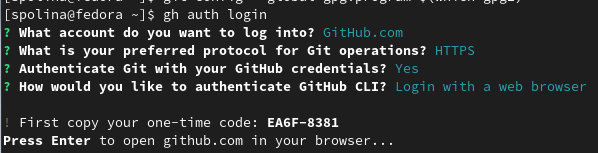 [spolina@fedora ~]$ gh auth login
? What account do you want to log into? GitHub.com
? What is your preferred protocol for Git operations? HTTPS
? Authenticate Git with your GitHub credentials? Yes
? How would you like to authenticate GitHub CLI? Login with a web browser
! First copy your one-time code: EA6F-8381
Press Enter to open github.com in your browser...